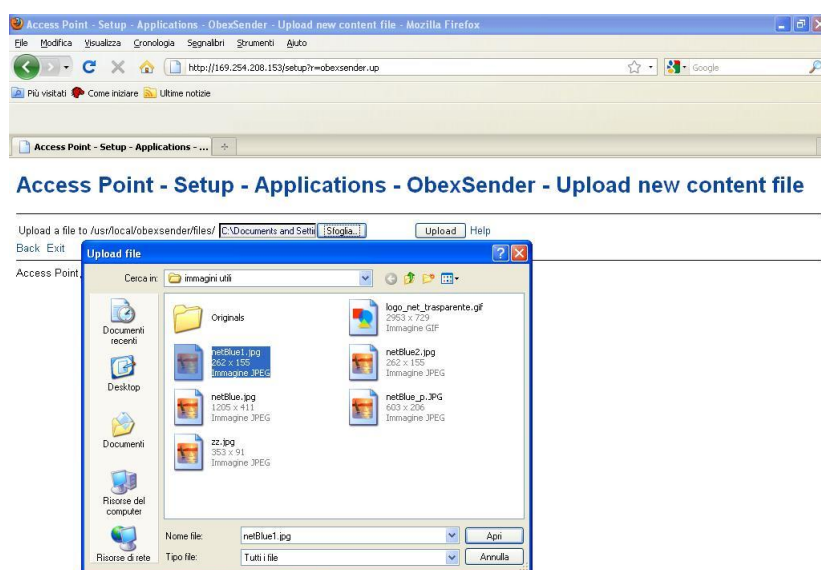 Access Point - Setup - Applications - ObexSender - Upload new content file - Mozilla Firefox
File Modifica Visualizza Cronologia Segnalibri Strumenti Aiuto
http://169.254.208.153/setup?r=obexsender.up
Google
Più visitati Come iniziare Ultime notizie
Access Point - Setup - Applications - ...
Access Point - Setup - Applications - ObexSender - Upload new content file
Upload a file to /usr/local/obexsender/files/ C:\Documents and Setti Sfoglia... Upload Help
Back Exit
Access Point,
Upload file
Cerca in: immagini utili
Documenti recenti
Desktop
Documenti
Risorse del computer
Risorse di rete
Originals
logo_net_trasparente.gif
2953 x 729
Immagine GIF
netBlue1.jpg
262 x 155
Immagine JPEG
netBlue2.jpg
262 x 155
Immagine JPEG
netBlue.jpg
1205 x 411
Immagine JPEG
netBlue_p.JPG
603 x 206
Immagine JPEG
zz.jpg
353 x 91
Immagine JPEG
Nome file: netBlue1.jpg Apri
Tipo file: Tutti i file Annulla